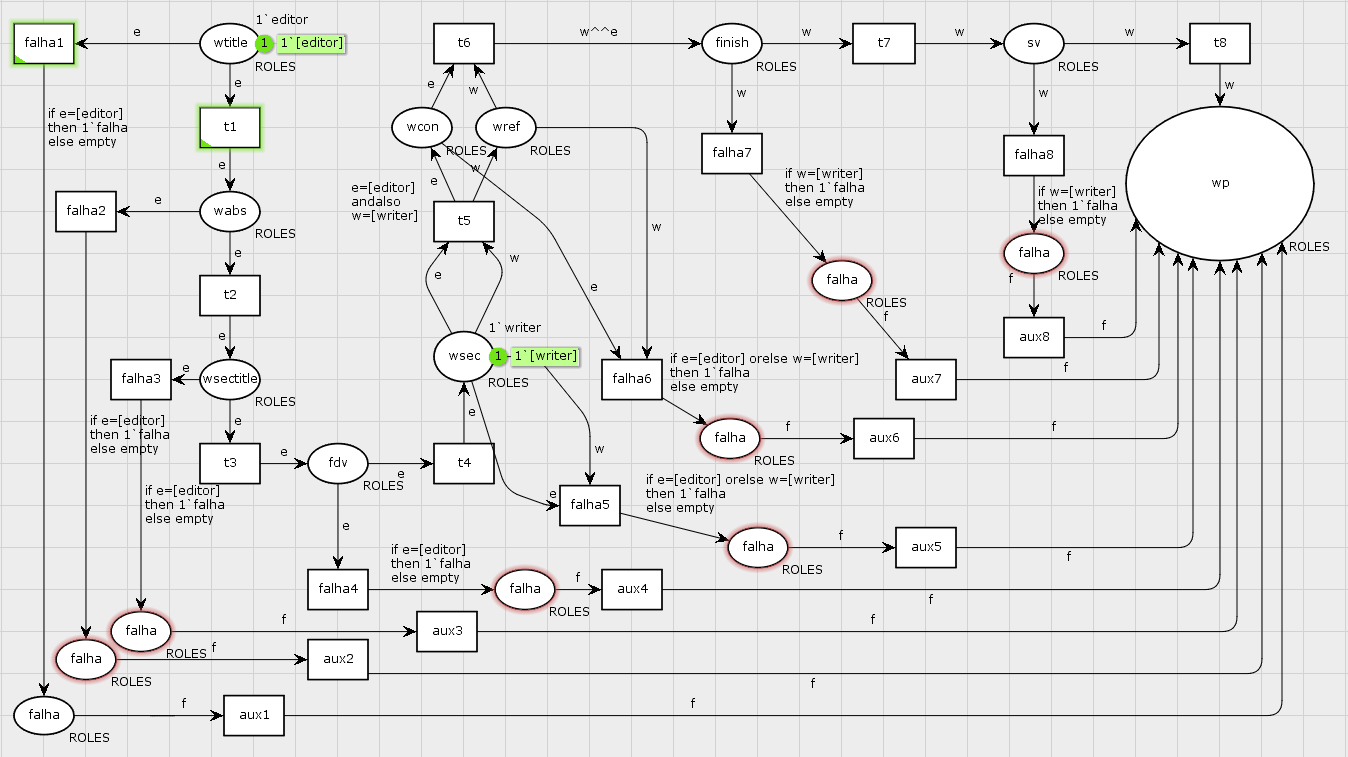 1`editor
falha1
e
wtitle
1
1`[editor]
ROLES
t6
w^^e
finish
w
t7
w
sv
w
t8
ROLES
ROLES
e
e
w
w
w
w
if e=[editor]
then 1`falha
else empty
t1
wcon
wref
ROLES
ROLES
falha7
falha8
e
e
w
e=[editor]
andalso
w=[writer]
if w=[writer]
then 1`falha
else empty
if w=[writer]
then 1`falha
else empty
wp
falha2
e
wabs
ROLES
t5
w
e
e
w
falha
ROLES
ROLES
f
t2
e
falha
ROLES
f
e
1`writer
wsec
1
1`[writer]
ROLES
aux8
f
falha3
e
wsectitle
ROLES
falha6
if e=[editor] orelse w=[writer]
then 1`falha
else empty
aux7
f
e
if e=[editor]
then 1`falha
else empty
e
falha
ROLES
f
aux6
f
t3
e
fdv
ROLES
e
t4
w
if e=[editor]
then 1`falha
else empty
e
falha5
if e=[editor] orelse w=[writer]
then 1`falha
else empty
e
falha
ROLES
f
aux5
f
if e=[editor]
then 1`falha
else empty
falha4
falha
ROLES
f
aux4
f
falha
ROLES
f
aux3
f
falha
ROLES
f
aux2
f
falha
ROLES
f
aux1
f